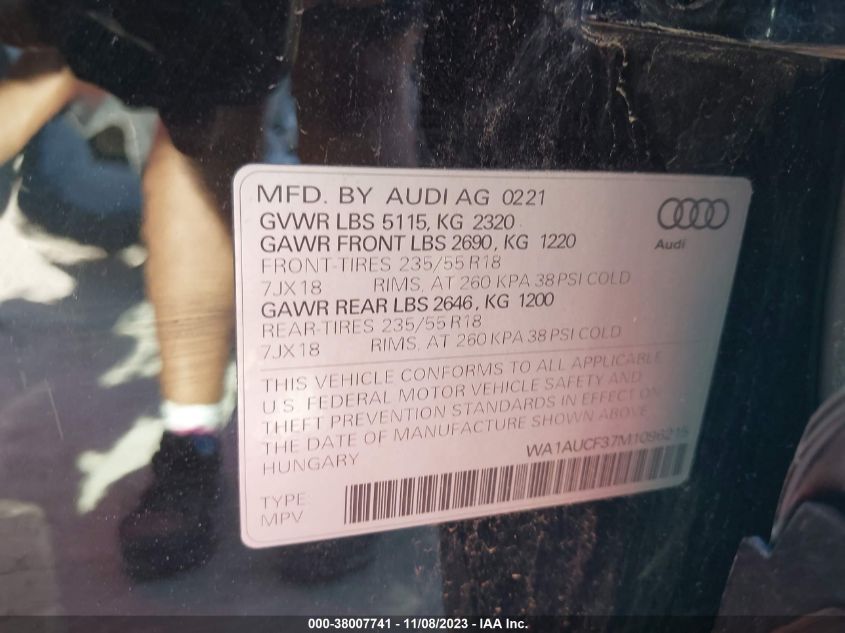 MFD. BY AUDI AG 0221
GVWR LBS 5115, KG 2320
GAWR FRONT LBS 2690, KG 1220
FRONT-TIRES 235/55 R18
7JX18 RIMS, AT 260 KPA 38 PSI COLD
GAWR REAR LBS 2646, KG 1200
REAR-TIRES 235/55 R18
7JX18 RIMS, AT 260 KPA 38 PSI COLD
Audi
THIS VEHICLE CONFORMS TO ALL APPLICABLE
U.S. FEDERAL MOTOR VEHICLE SAFETY AND
THEFT PREVENTION STANDARDS IN EFFECT ON
THE DATE OF MANUFACTURE SHOWN ABOVE
HUNGARY
WA1AUCF37M1096215
TYPE:
MPV
000-38007741 - 11/08/2023 - IAA Inc.